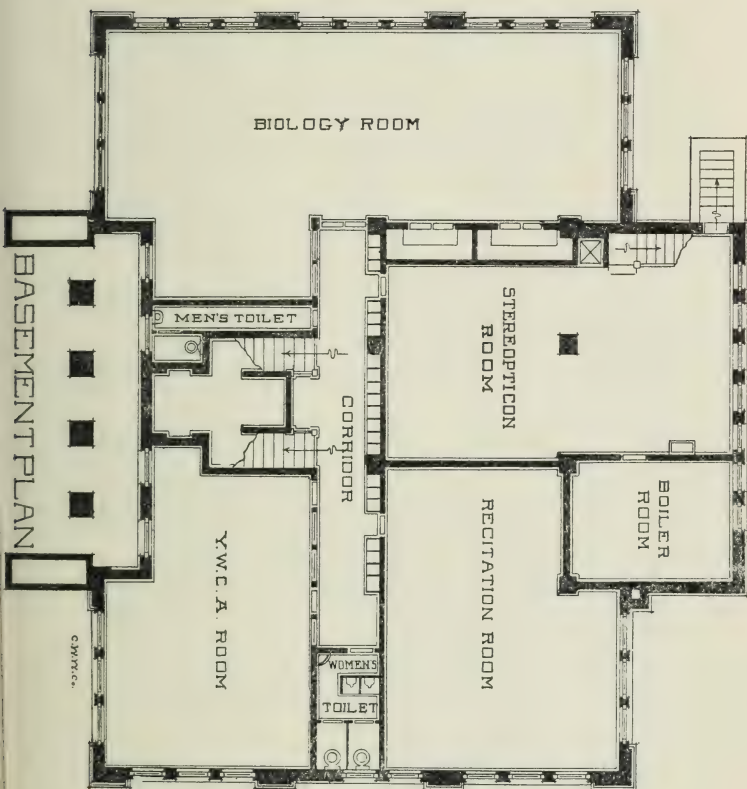 BIOLOGY ROOM
BASEMENT PLAN
MEN'S TOILET
STEREOPTICON
ROOM
CORRIDOR
BOILER
ROOM
RECITATION ROOM
Y.W.C.A. ROOM
WOMEN'S
TOILET